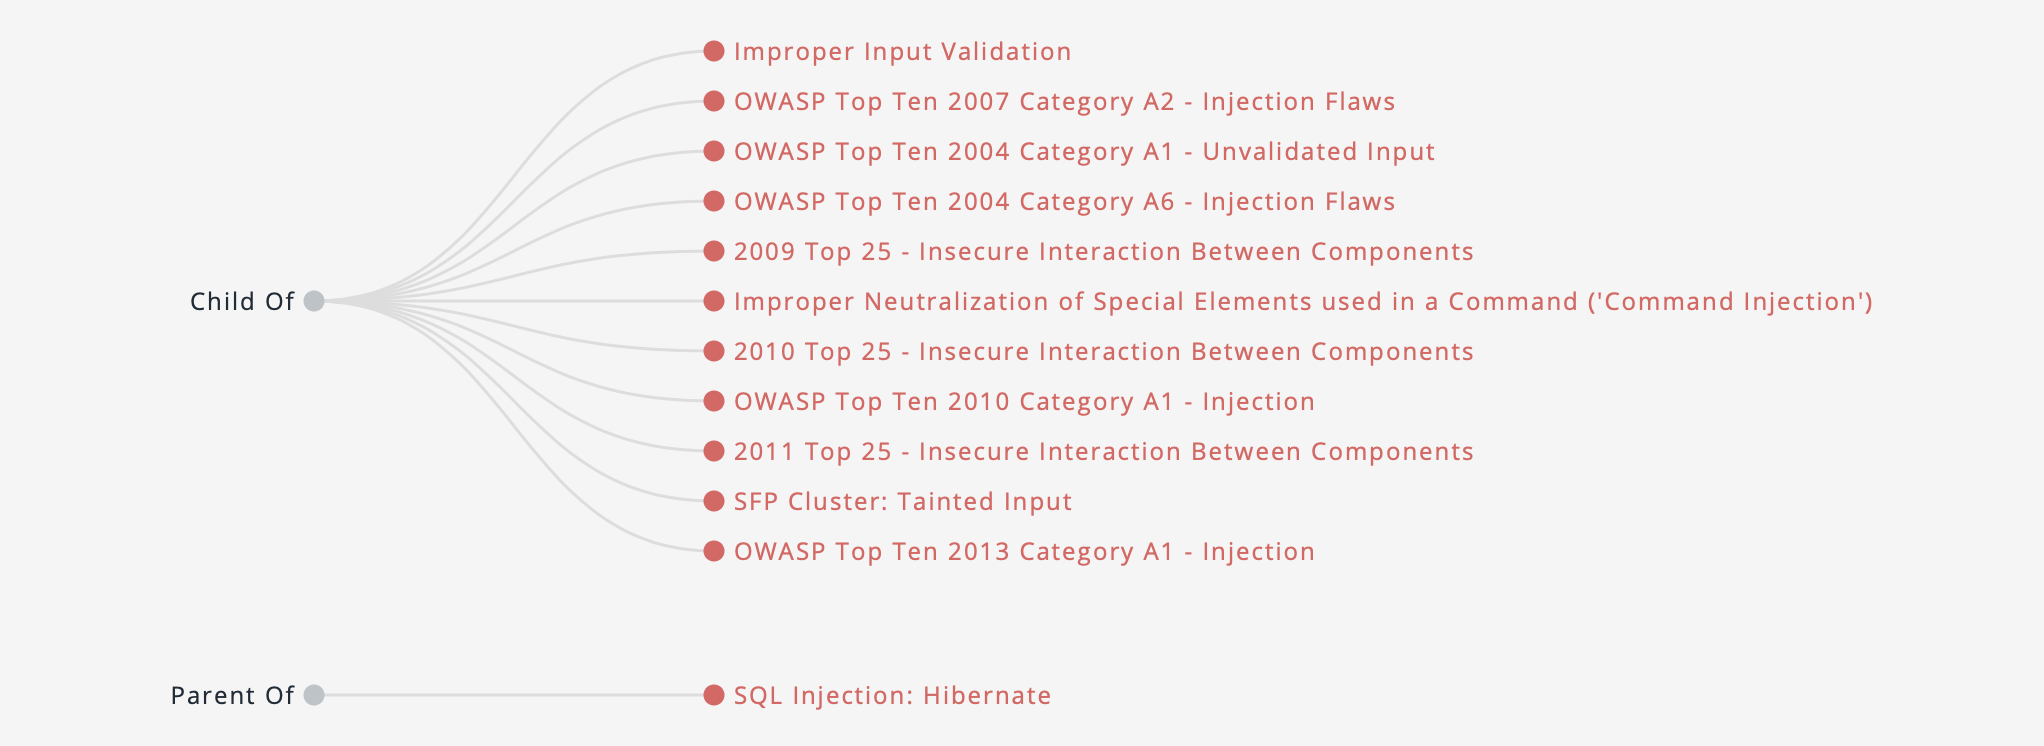 Improper Input Validation
OWASP Top Ten 2007 Category A2 - Injection Flaws
OWASP Top Ten 2004 Category A1 - Unvalidated Input
OWASP Top Ten 2004 Category A6 - Injection Flaws
2009 Top 25 - Insecure Interaction Between Components
Child Of
Improper Neutralization of Special Elements used in a Command ('Command Injection')
2010 Top 25 - Insecure Interaction Between Components
OWASP Top Ten 2010 Category A1 - Injection
2011 Top 25 - Insecure Interaction Between Components
SFP Cluster: Tainted Input
OWASP Top Ten 2013 Category A1 - Injection
Parent Of
SQL Injection: Hibernate